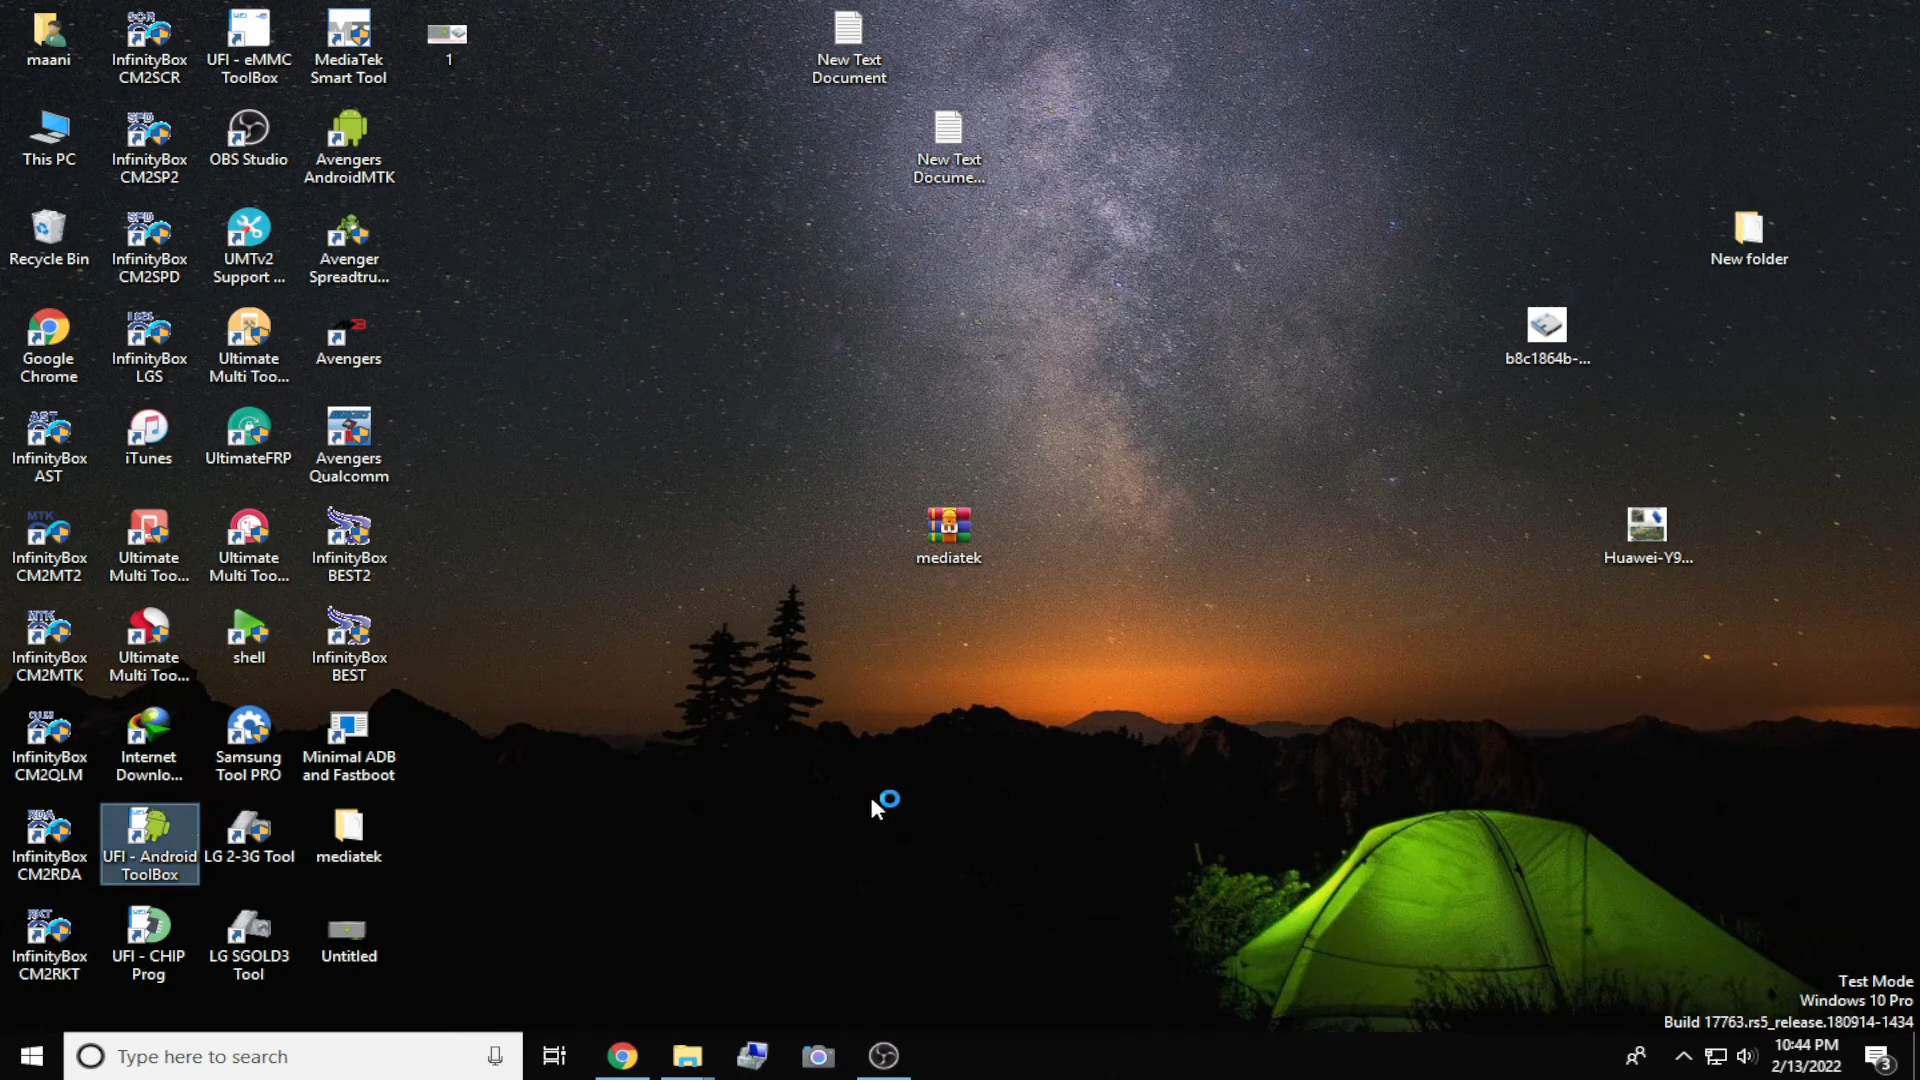 maani
InfinityBox
CM2SCR
UFI - eMMC
ToolBox
MediaTek
Smart Tool
1
New Text
Document
This PC
InfinityBox
CM2SP2
OBS Studio
Avengers
AndroidMTK
New Text
Docume...
Recycle Bin
InfinityBox
CM2SPD
UMTv2
Support ...
Avenger
Spreadtru...
New folder
Google
Chrome
InfinityBox
LGS
Ultimate
Multi Too...
Avengers
b8c1864b-...
InfinityBox
AST
iTunes
UltimateFRP
Avengers
Qualcomm
InfinityBox
CM2MT2
Ultimate
Multi Too...
Ultimate
Multi Too...
InfinityBox
BEST2
mediatek
Huawei-Y9...
InfinityBox
CM2MTK
Ultimate
Multi Too...
shell
InfinityBox
BEST
InfinityBox
CM2QLM
Internet
Downlo...
Samsung
Tool PRO
Minimal ADB
and Fastboot
InfinityBox
CM2RDA
UFI - Android
ToolBox
LG 2-3G Tool
mediatek
InfinityBox
CM2RKT
UFI - CHIP
Prog
LG SGOLD3
Tool
Untitled
Test Mode
Windows 10 Pro
Build 17763.rs5_release.180914-1434
Type here to search
10:44 PM
2/13/2022
3